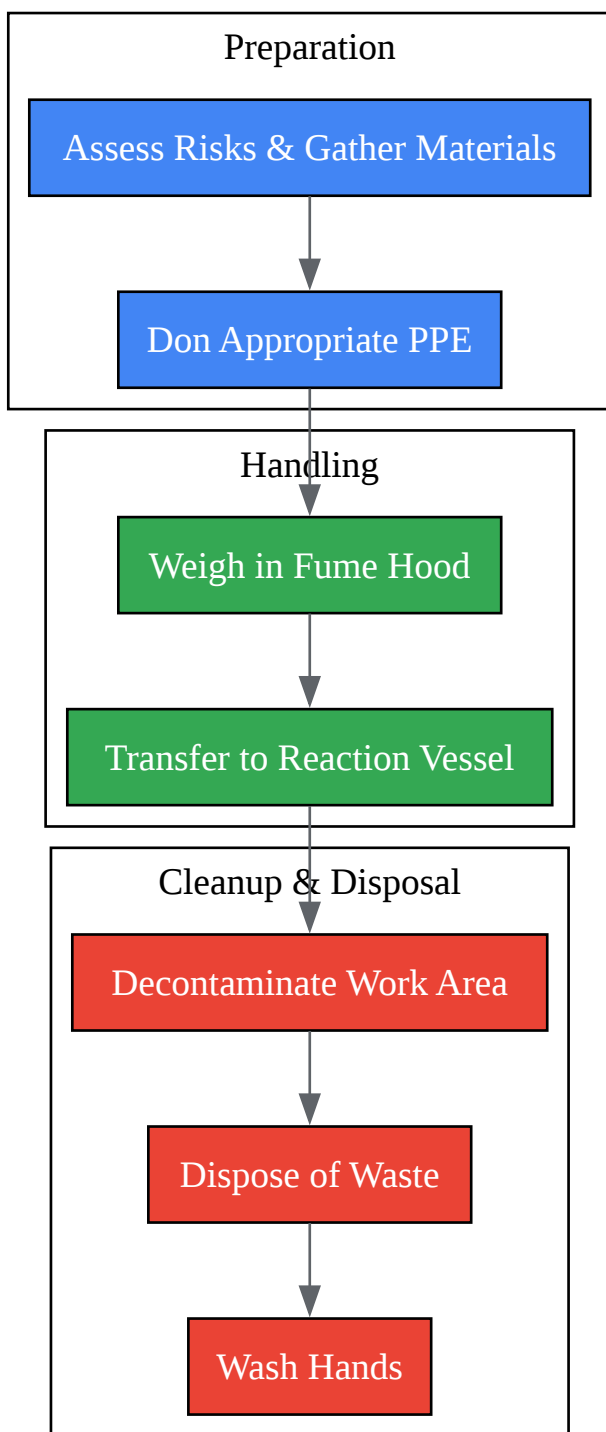 Preparation
Assess Risks & Gather Materials
Don Appropriate PPE
Handling
Weigh in Fume Hood
Transfer to Reaction Vessel
Cleanup & Disposal
Decontaminate Work Area
Dispose of Waste
Wash Hands